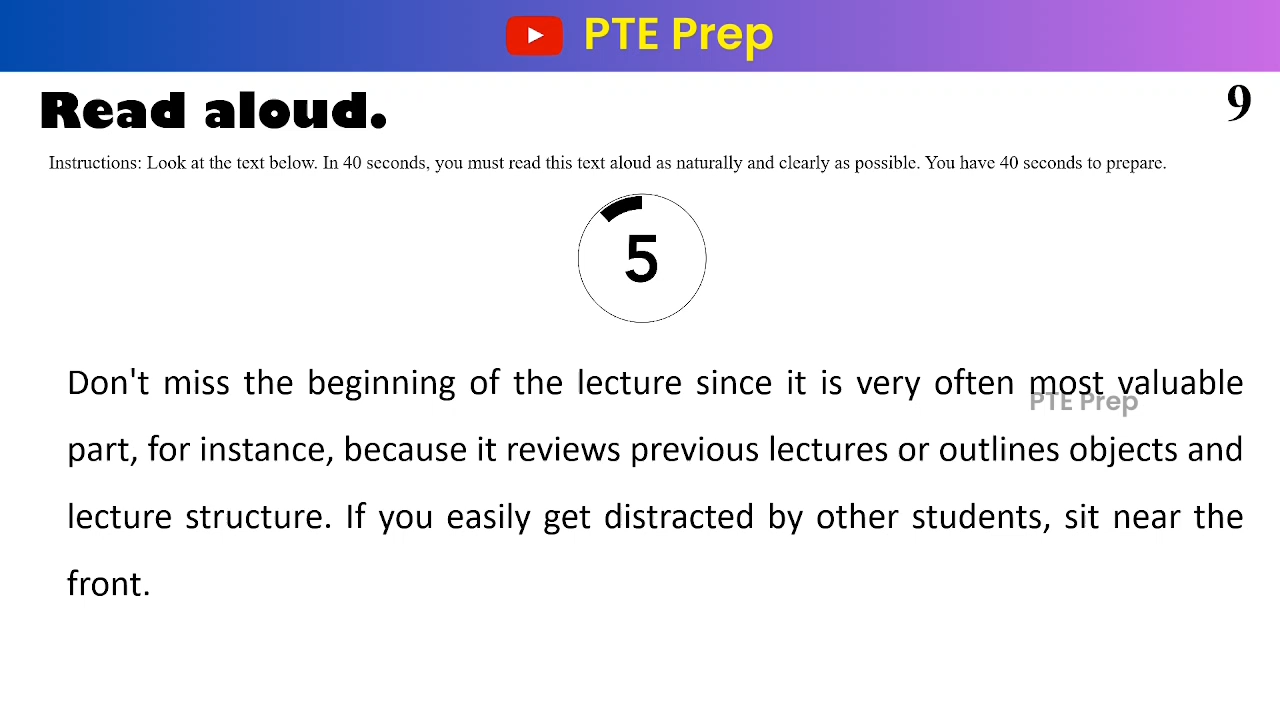 PTE Prep
Read aloud.
9
Instructions: Look at the text below. In 40 seconds, you must read this text aloud as naturally and clearly as possible. You have 40 seconds to prepare.
5
Don't miss the beginning of the lecture since it is very often most valuable
PTE Prep
part, for instance, because it reviews previous lectures or outlines objects and
lecture structure. If you easily get distracted by other students, sit near the
front.